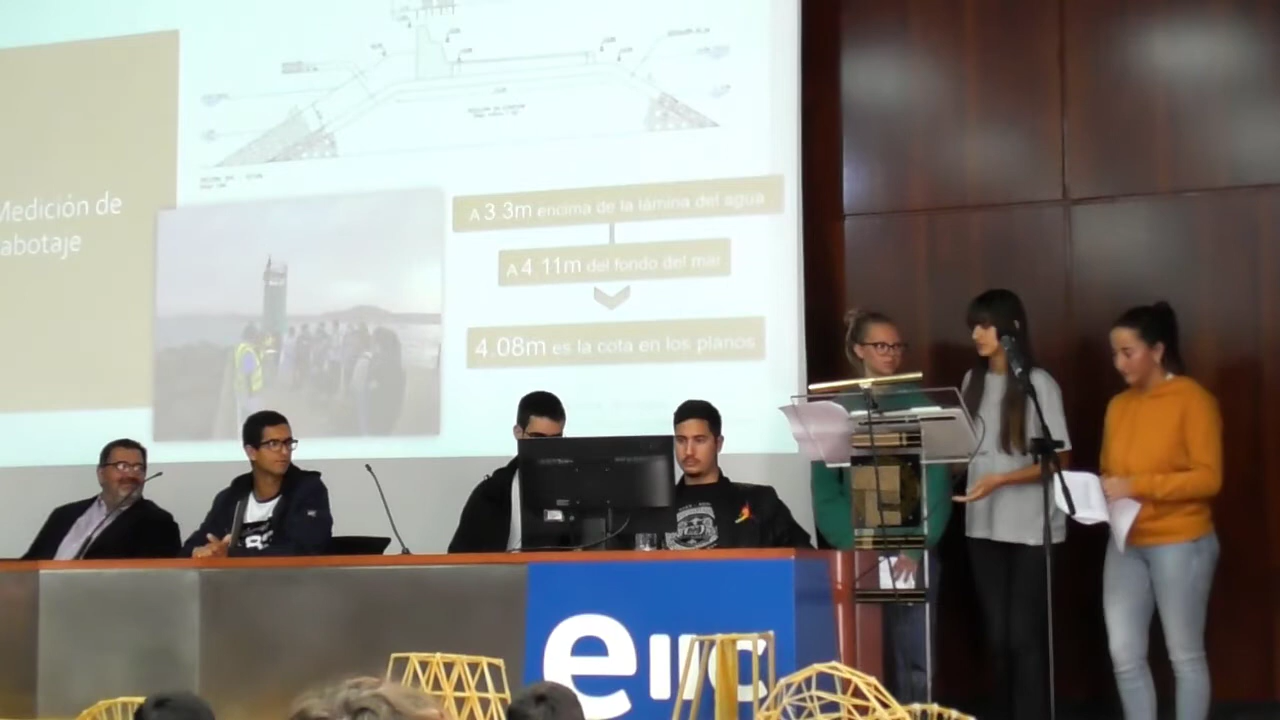 Medición de
abotaje
A 3.3m encima de la lámina del agua
A 4.11m del fondo del mar
4.08m es la cota en los planos
eiic